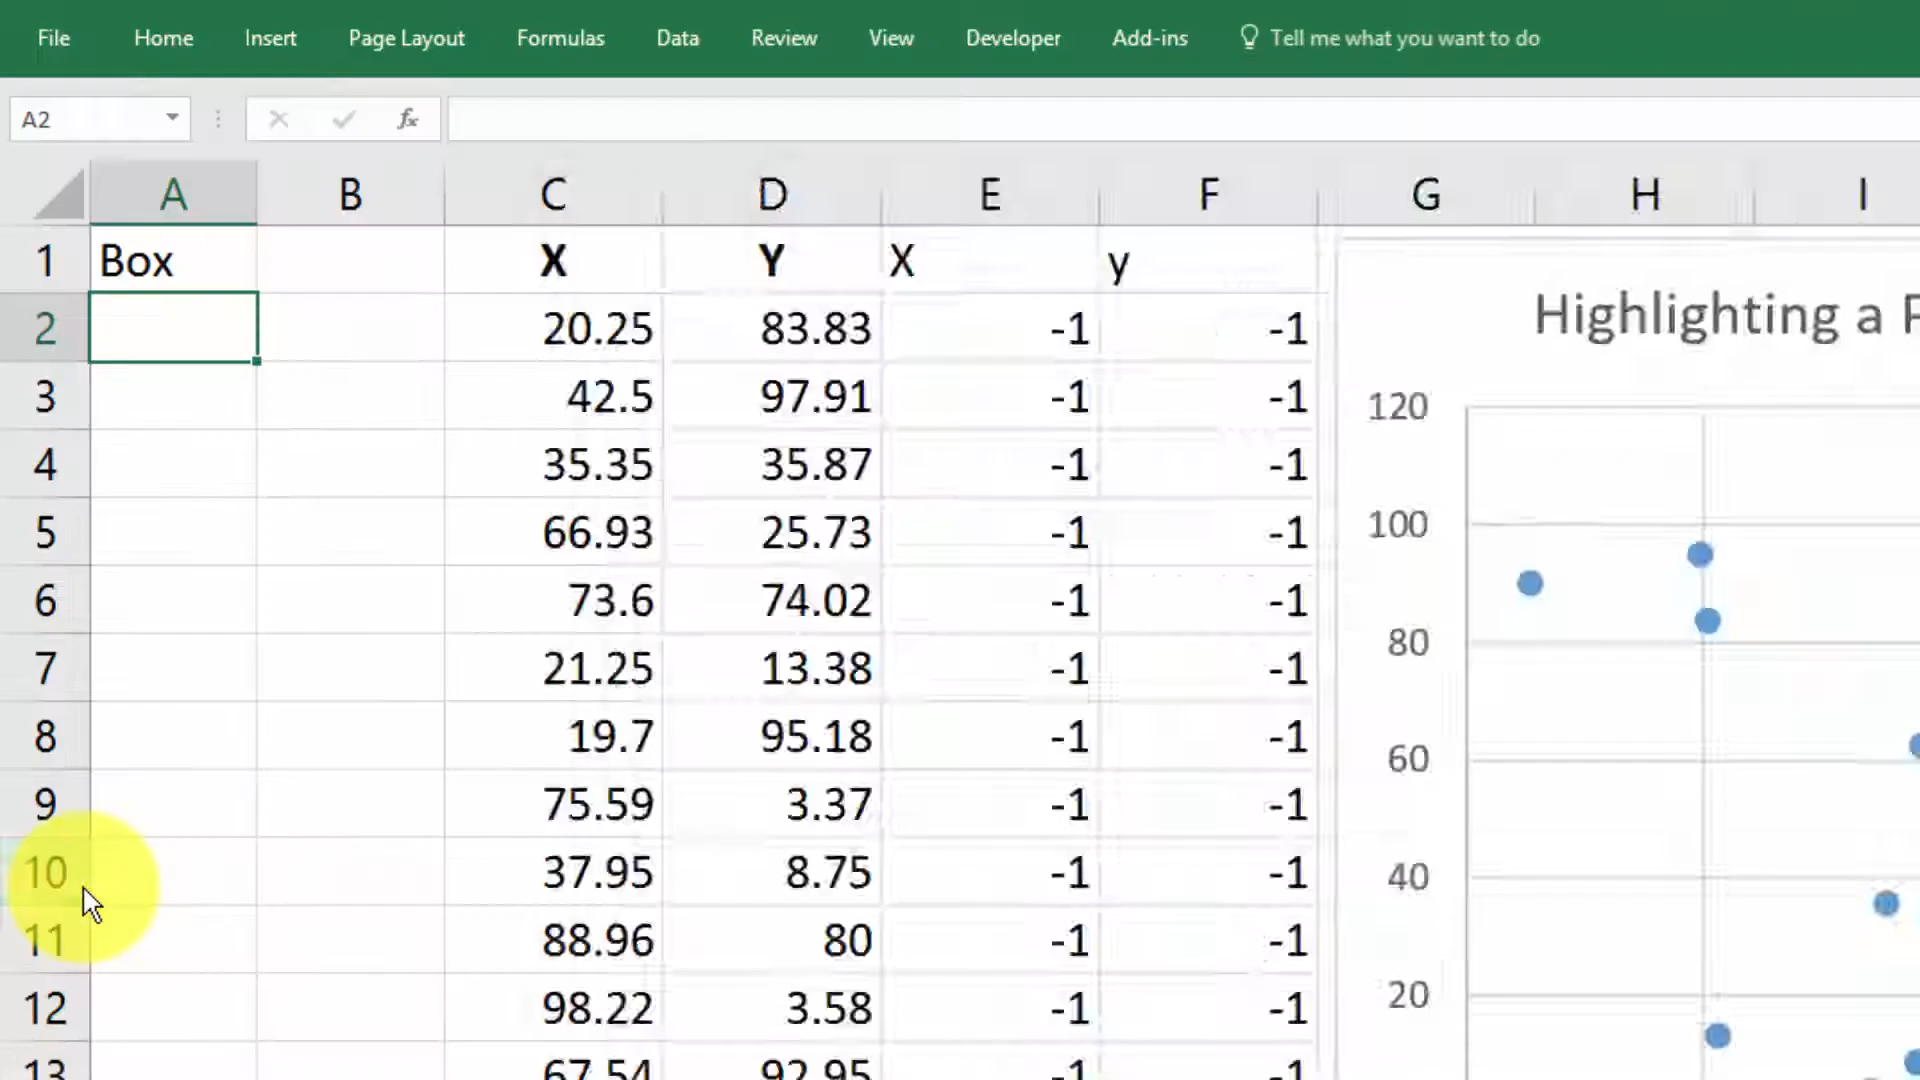 File Home Insert Page Layout Formulas Data Review View Developer Add-ins Tell me what you want to do
A2 fx
A B C D E F G H I
1 Box X Y X y
2 20.25 83.83 -1 -1
3 42.5 97.91 -1 -1
4 35.35 35.87 -1 -1
5 66.93 25.73 -1 -1
6 73.6 74.02 -1 -1
7 21.25 13.38 -1 -1
8 19.7 95.18 -1 -1
9 75.59 3.37 -1 -1
10 37.95 8.75 -1 -1
11 88.96 80 -1 -1
12 98.22 3.58 -1 -1
13 67.54 92.95 -1 -1
Highlighting a
120
100
80
60
40
20